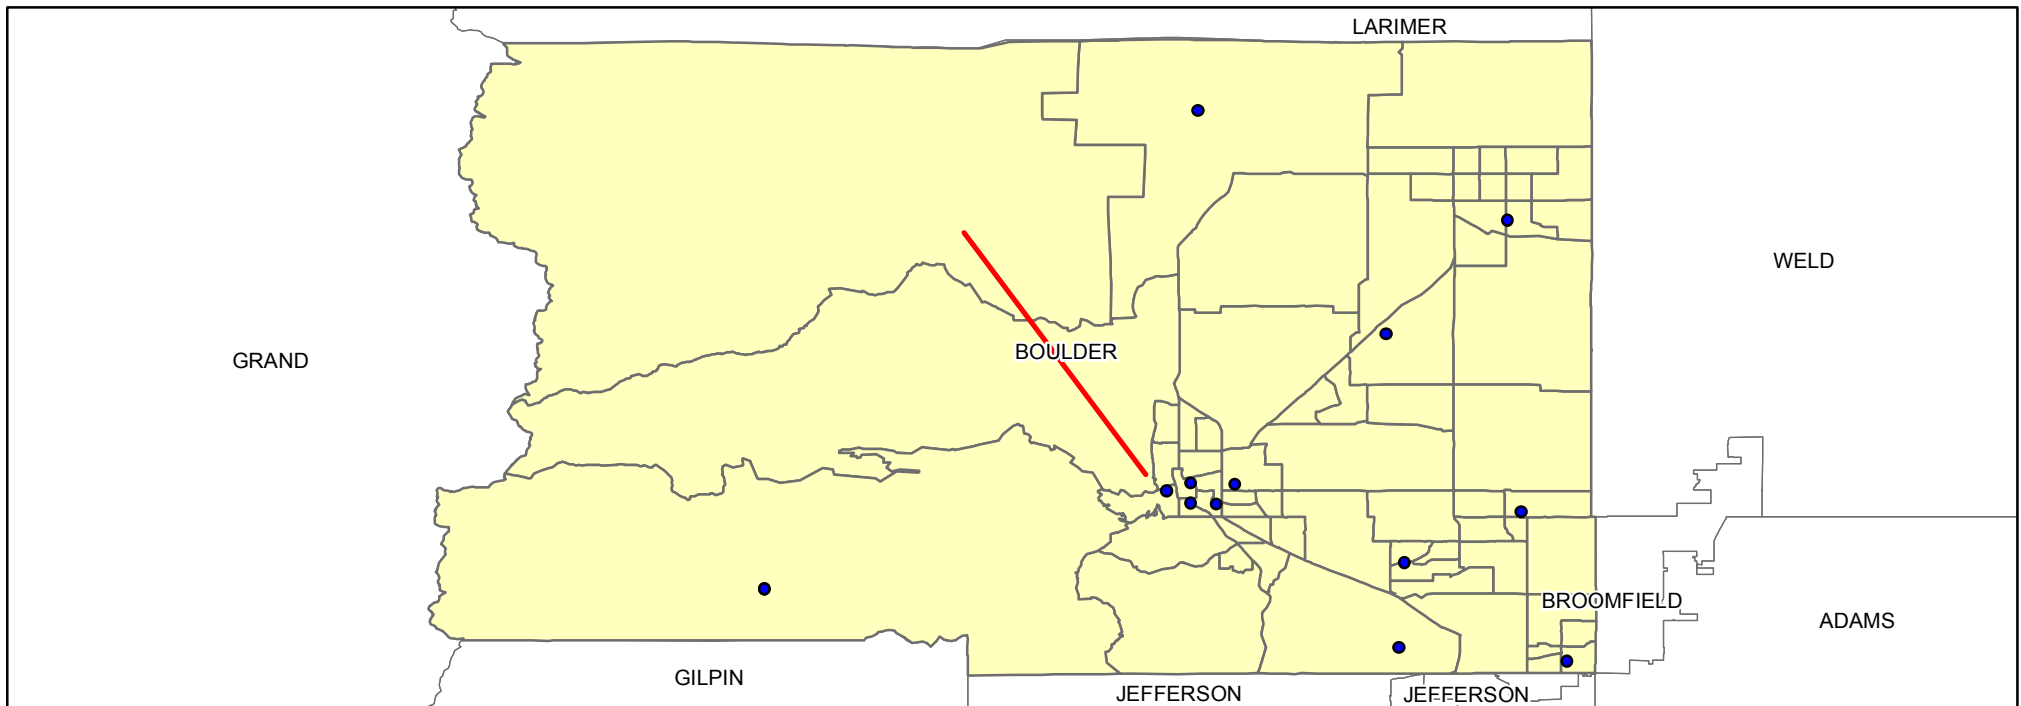 LARIMER
WELD
BOULDER
GRAND
BROOMFIELD
ADAMS
GILPIN
JEFFERSON
JEFFERSON